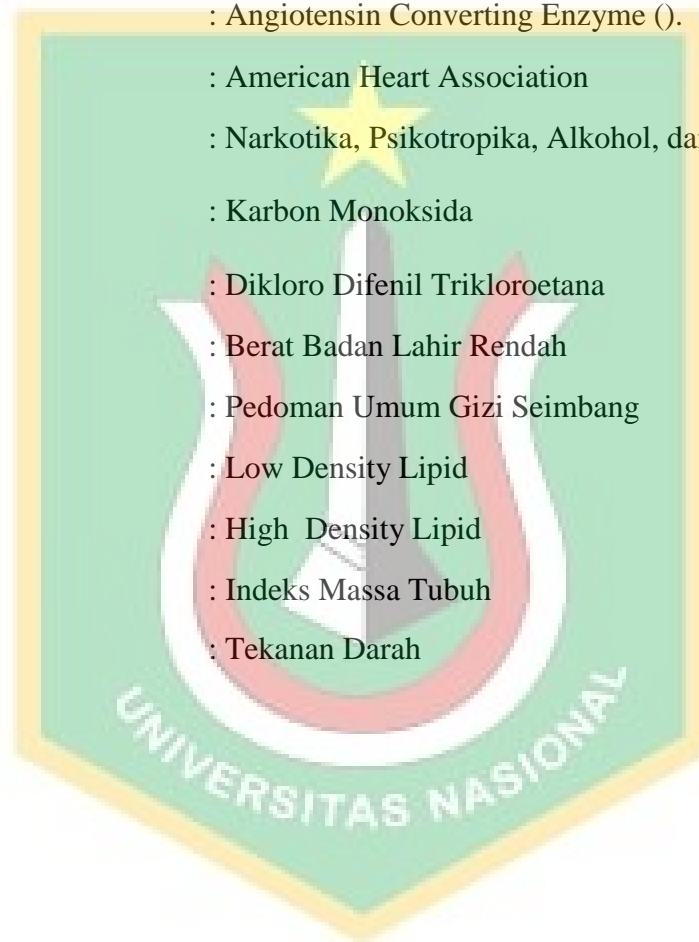 : Angiotensin Converting Enzyme ().
: American Heart Association
: Narkotika, Psikotropika, Alkohol, da
: Karbon Monoksida
: Dikloro Difenil Trikloroetana
: Berat Badan Lahir Rendah
: Pedoman Umum Gizi Seimbang
: Low Density Lipid
: High Density Lipid
: Indeks Massa Tubuh
: Tekanan Darah
UNIVERSITAS NASIONAL